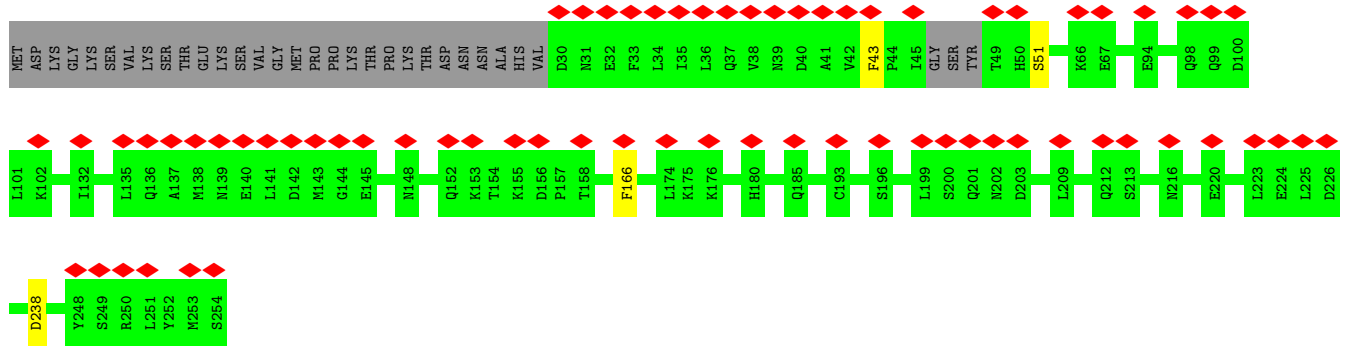 MET ASP LYS GLY LYS SER VAL LYS SER THR GLU LYS SER VAL GLY MET PRO PRO LYS THR PRO LYS THR ASP ASN ASN ALA HIS VAL D30 N31 E32 F33 L34 I35 L36 Q37 V38 N39 D40 A41 V42 F43 P44 I45 GLY SER TYR T49 H50 S51 K66 E67 E94 Q98 Q99 D100
L101 K102 I132 L135 Q136 A137 M138 N139 E140 L141 D142 M143 G144 E145 N148 Q152 K153 T154 K155 D156 P157 T158 F166 L174 K175 K176 H180 Q185 C193 S196 L199 S200 Q201 N202 D203 L209 Q212 S213 N216 E220 L223 E224 L225 D226
D238 Y248 S249 R250 L251 Y252 M253 S254